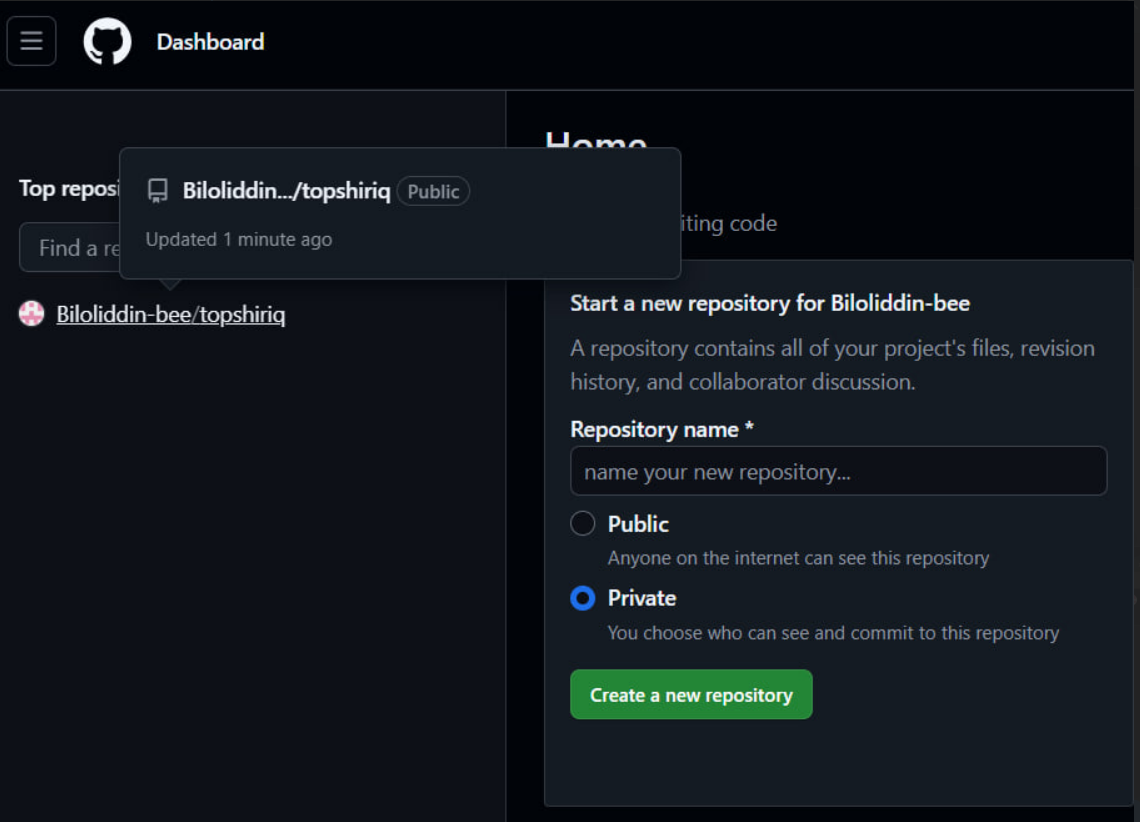 Dashboard
Top reposi
Find a re
Biloliddin-bee/topshiriq
Biloliddin.../topshiriq Public
Updated 1 minute ago
Home
iting code
Start a new repository for Biloliddin-bee
A repository contains all of your project's files, revision
history, and collaborator discussion.
Repository name *
name your new repository...
Public
Anyone on the internet can see this repository
Private
You choose who can see and commit to this repository
Create a new repository